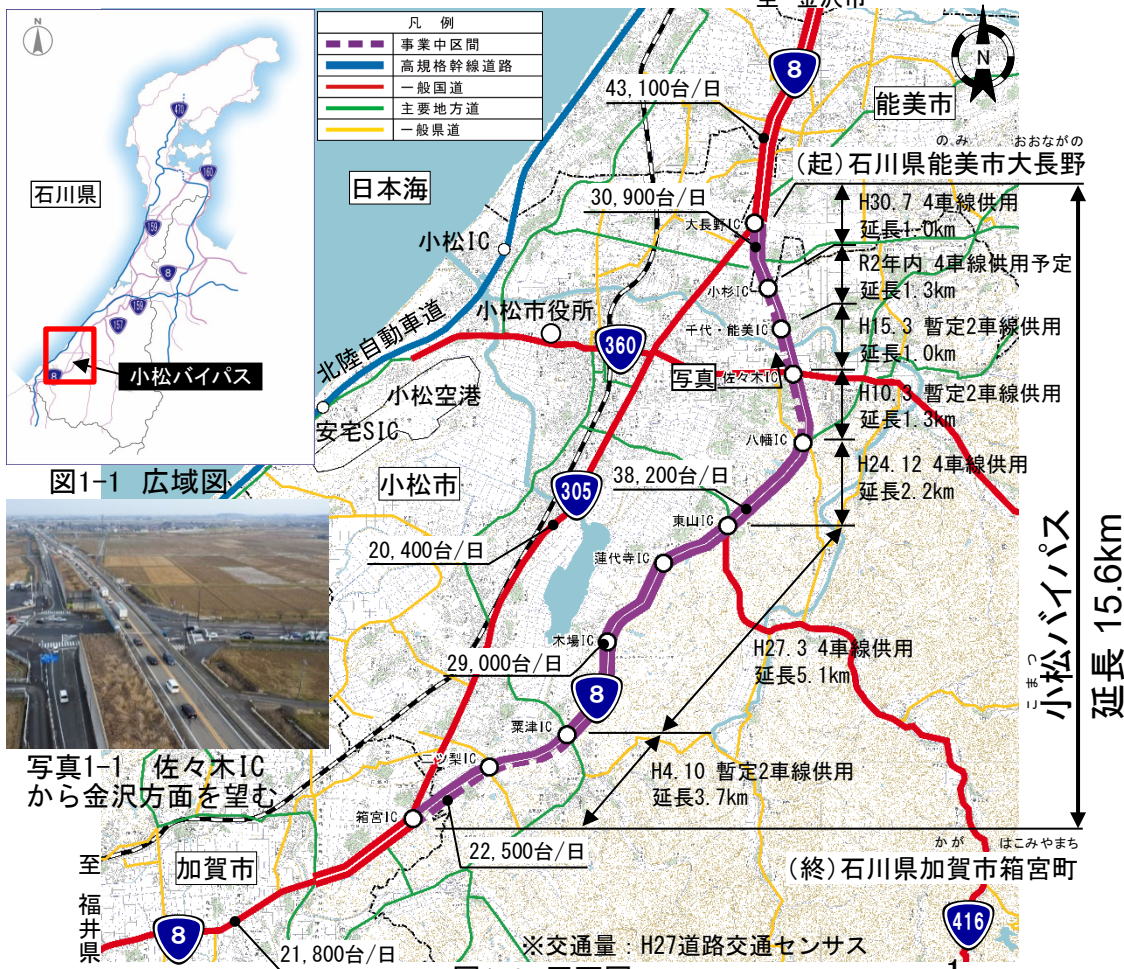 N
石川県
470
160
159
8
159
157
8
小松バイパス
図1-1 広域図
凡 例
事業中区間
高規格幹線道路
一般国道
主要地方道
一般県道
8
N
43,100台/日
能美市
のみ おおながの
(起)石川県能美市大長野
日本海
30,900台/日
大長野IC
H30.7 4車線供用
延長1.0km
小松IC
R2年内 4車線供用予定
延長1.3km
小杉IC
小松市役所
千代・能美IC
H15.3 暫定2車線供用
延長1.0km
北陸自動車道
360
写真
佐々木IC
小松空港
H10.3 暫定2車線供用
延長1.3km
安宅SIC
八幡IC
小松市
H24.12 4車線供用
延長2.2km
305
38,200台/日
東山IC
20,400台/日
蓮代寺IC
こまつ
小松バイパス
延長 15.6km
木場IC
29,000台/日
H27.3 4車線供用
延長5.1km
8
粟津IC
写真1-1 佐々木IC
から金沢方面を望む
二ツ梨IC
H4.10 暫定2車線供用
延長3.7km
箱宮IC
22,500台/日
かが はこみやまち
(終)石川県加賀市箱宮町
至 福井県
加賀市
8
21,800台/日
416
※交通量:H27道路交通センサス